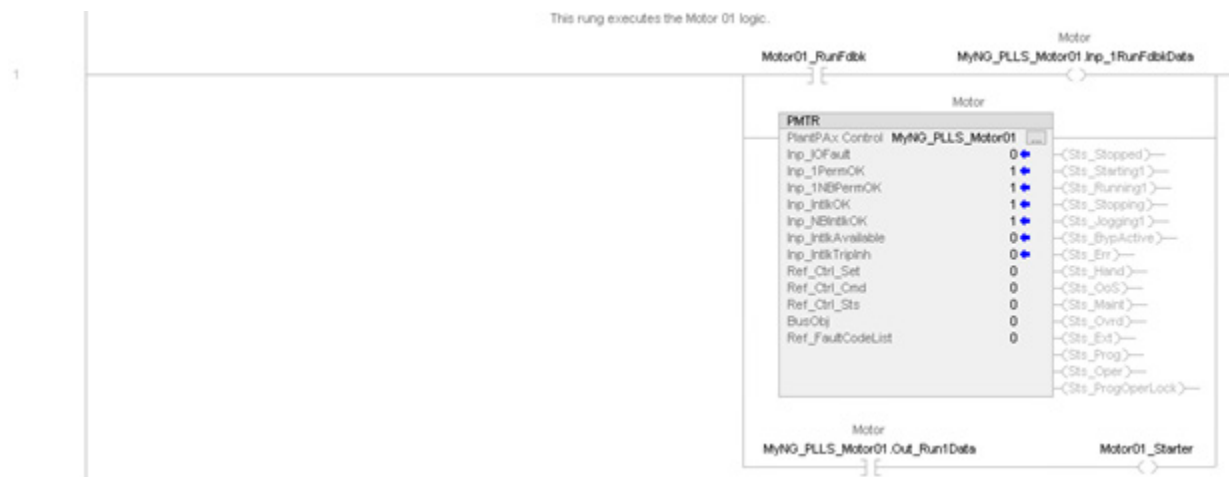 This rung executes the Motor 01 logic.
Motor
Motor01_RunFdbk MyNG_PLLS_Motor01.Inp_1RunFdbkData
1
Motor
PMTR
PlantPAx Control MyNG_PLLS_Motor01 ...
Inp_IOFault 0 (Sts_Stopped)
Inp_1PermOK 1 (Sts_Starting1)
Inp_1NBPermOK 1 (Sts_Running1)
Inp_IntlkOK 1 (Sts_Stopping)
Inp_NBIntlkOK 1 (Sts_Jogging1)
Inp_IntlkAvailable 0 (Sts_BypActive)
Inp_IntlkTripInh 0 (Sts_Err)
Ref_Ctrl_Set 0 (Sts_Hand)
Ref_Ctrl_Cmd 0 (Sts_OoS)
Ref_Ctrl_Sts 0 (Sts_Maint)
BusObj 0 (Sts_Ovrd)
Ref_FaultCodeList 0 (Sts_Ext)
(Sts_Prog)
(Sts_Oper)
(Sts_ProgOperLock)
Motor
MyNG_PLLS_Motor01.Out_Run1Data Motor01_Starter